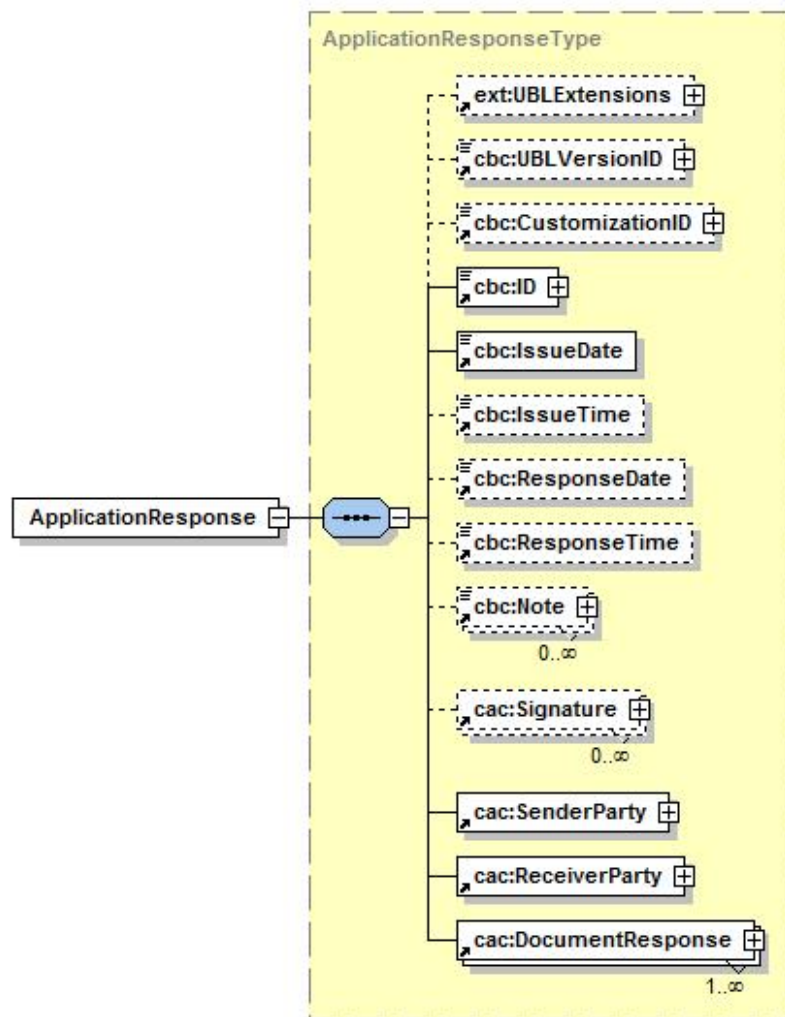 ApplicationResponseType
ext:UBLExtensions
cbc:UBLVersionID
cbc:CustomizationID
cbc:ID
cbc:IssueDate
cbc:IssueTime
cbc:ResponseDate
ApplicationResponse
cbc:ResponseTime
cbc:Note
0..∞
cac:Signature
0..∞
cac:SenderParty
cac:ReceiverParty
cac:DocumentResponse
1..∞